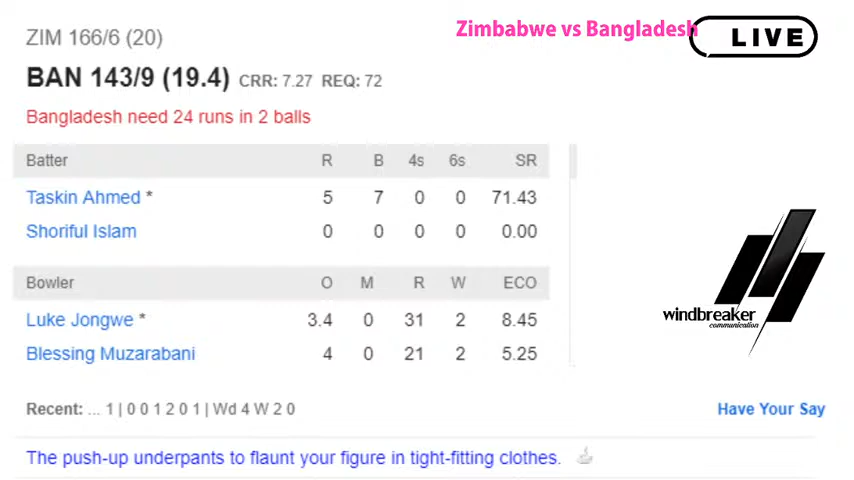 Zimbabwe vs Bangladesh
LIVE
ZIM 166/6 (20)
BAN 143/9 (19.4) CRR: 7.27 REQ: 72
Bangladesh need 24 runs in 2 balls
Batter R B 4s 6s SR
Taskin Ahmed * 5 7 0 0 71.43
Shoriful Islam 0 0 0 0 0.00
Bowler O M R W ECO
Luke Jongwe * 3.4 0 31 2 8.45
Blessing Muzarabani 4 0 21 2 5.25
windbreaker
communication
Recent: ... 1 | 0 0 1 2 0 1 | Wd 4 W 2 0
Have Your Say
The push-up underpants to flaunt your figure in tight-fitting clothes.